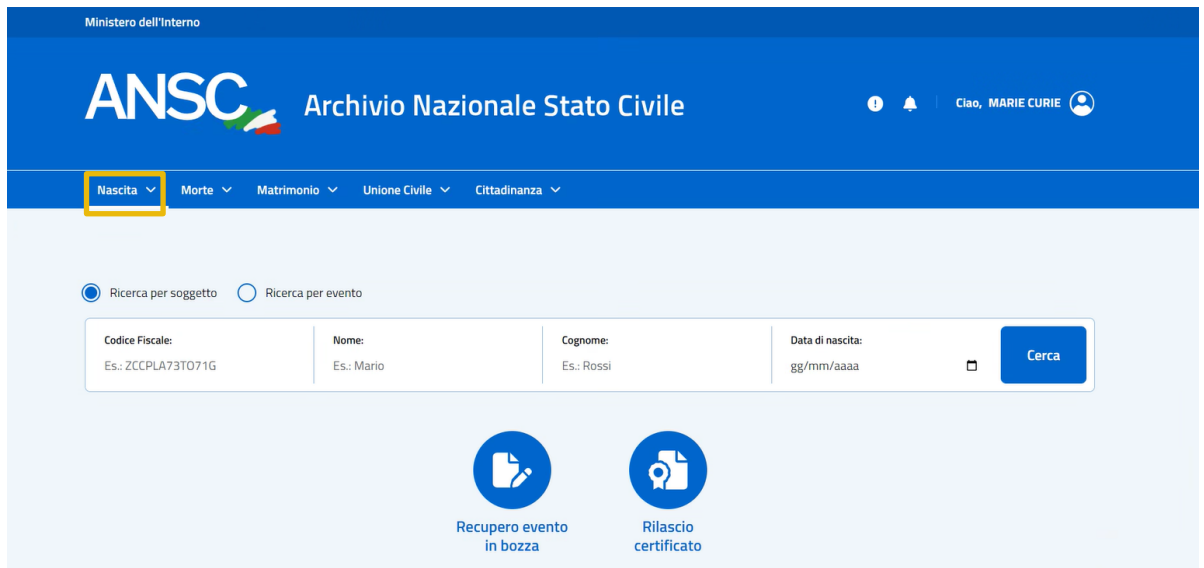 Ministero dell'Interno
ANSC Archivio Nazionale Stato Civile
Ciao, MARIE CURIE
Nascita Morte Matrimonio Unione Civile Cittadinanza
Ricerca per soggetto Ricerca per evento
Codice Fiscale: Nome: Cognome: Data di nascita:
Es.: ZCCPLA73TO71G Es.: Mario Es.: Rossi gg/mm/aaaa
Cerca
Recupero evento
in bozza
Rilascio
certificato